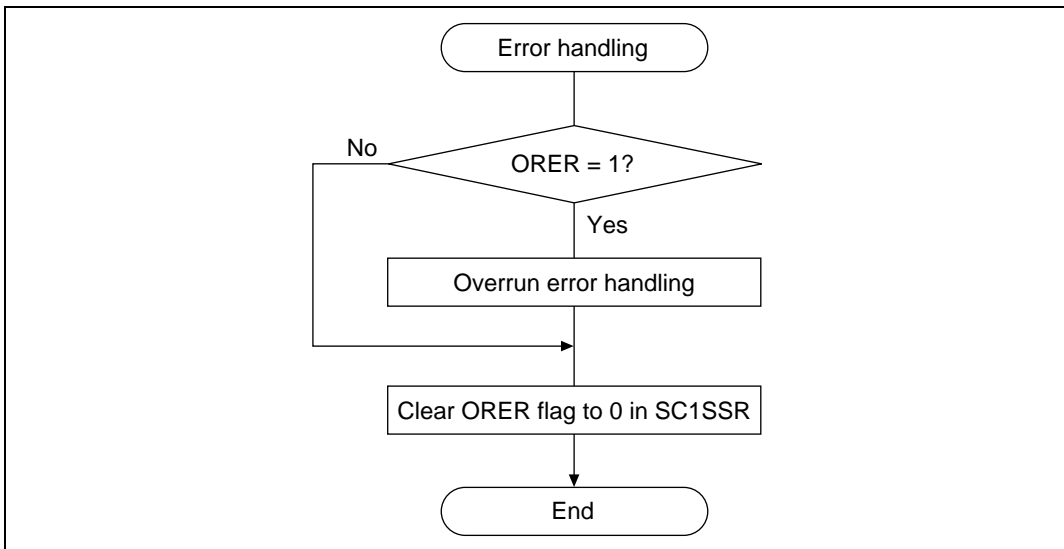 Error handling
No
ORER = 1?
Yes
Overrun error handling
Clear ORER flag to 0 in SC1SSR
End